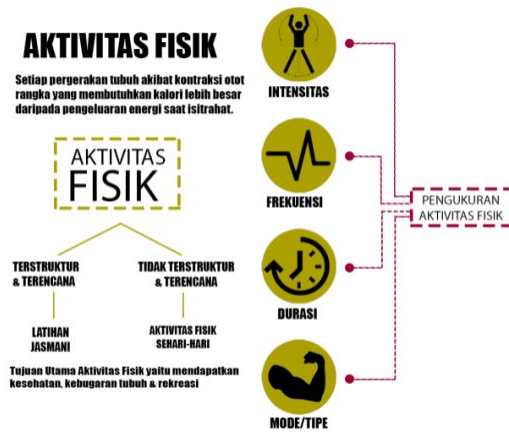 AKTIVITAS FISIK
Setiap pergerakan tubuh akibat kontraksi otot
rangka yang membutuhkan kalori lebih besar
daripada pengeluaran energi saat isitrahat.
AKTIVITAS
FISIK
TERSTRUKTUR
& TERENCANA
TIDAK TERSTRUKTUR
& TERENCANA
LATIHAN
JASMANI
AKTIVITAS FISIK
SEHARI-HARI
Tujuan Utama Aktivitas Fisik yaitu mendapatkan
kesehatan, kebugaran tubuh & rekreasi
INTENSITAS
FREKUENSI
DURASI
MODE/TIPE
PENGUKURAN
AKTIVITAS FISIK